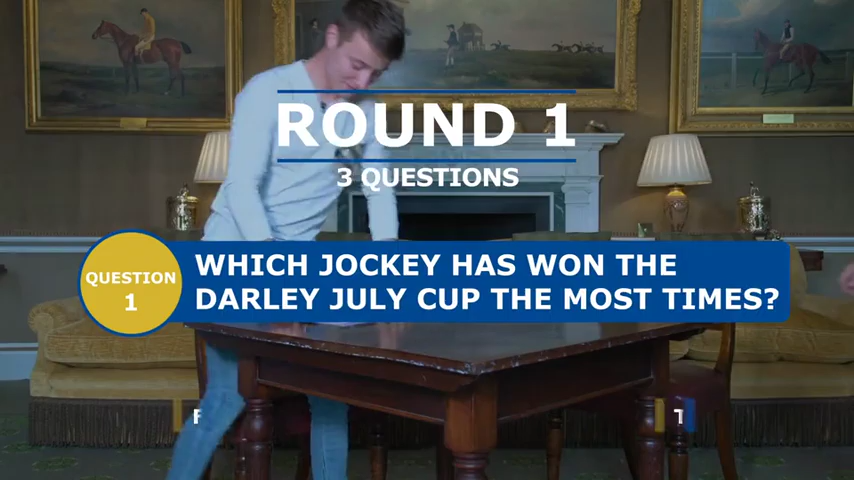 ROUND 1
3 QUESTIONS
QUESTION
1
WHICH JOCKEY HAS WON THE
DARLEY JULY CUP THE MOST TIMES?